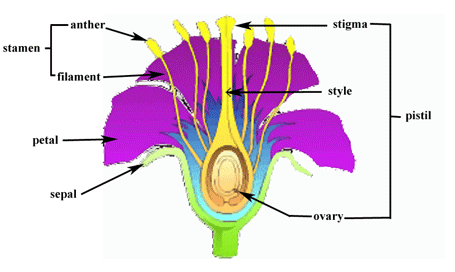 anther
stigma
stamen
filament
style
pistil
petal
sepal
ovary